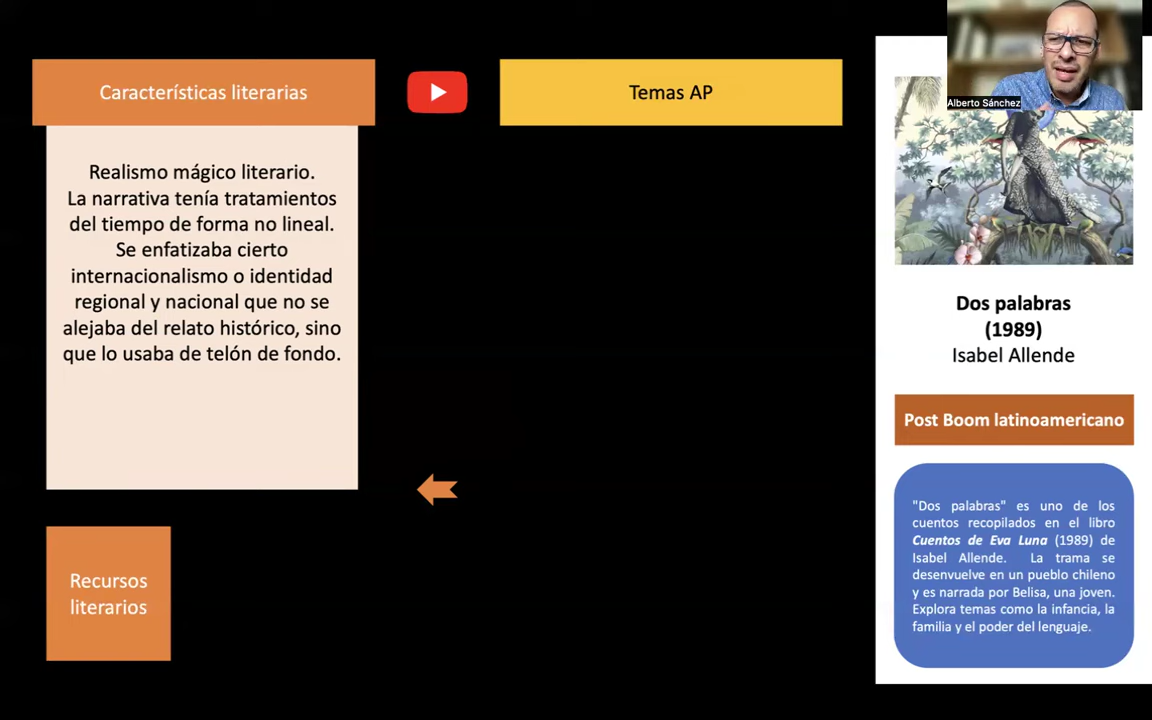 Características literarias
Temas AP
Alberto Sánchez
Realismo mágico literario.
La narrativa tenía tratamientos
del tiempo de forma no lineal.
Se enfatizaba cierto
internacionalismo o identidad
regional y nacional que no se
alejaba del relato histórico, sino
que lo usaba de telón de fondo.
Recursos
literarios
Dos palabras
(1989)
Isabel Allende
Post Boom latinoamericano
"Dos palabras" es uno de los
cuentos recopilados en el libro
Cuentos de Eva Luna (1989) de
Isabel Allende. La trama se
desenvuelve en un pueblo chileno
y es narrada por Belisa, una joven.
Explora temas como la infancia, la
familia y el poder del lenguaje.